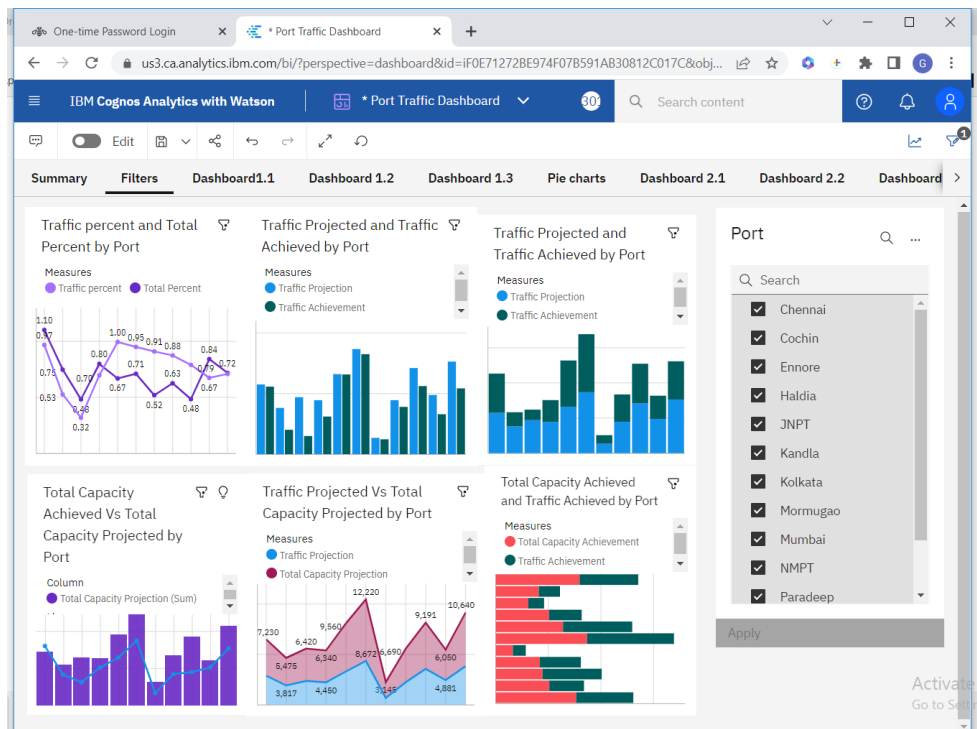 One-time Password Login
* Port Traffic Dashboard
us3.ca.analytics.ibm.com/bi/?perspective=dashboard&id=iF0E71272BE974F07B591AB30812C017C&obj...
G
IBM Cognos Analytics with Watson
* Port Traffic Dashboard
301
Search content
Edit
1
Summary
Filters
Dashboard1.1
Dashboard 1.2
Dashboard 1.3
Pie charts
Dashboard 2.1
Dashboard 2.2
Dashboard
Traffic percent and Total
Percent by Port
Measures
Traffic percent
Total Percent
1.10
0.97
1.00
0.95
0.91
0.88
0.84
0.80
0.79
0.72
0.75
0.70
0.71
0.67
0.63
0.67
0.53
0.48
0.52
0.48
0.32
Traffic Projected and Traffic
Achieved by Port
Measures
Traffic Projection
Traffic Achievement
Traffic Projected and
Traffic Achieved by Port
Measures
Traffic Projection
Traffic Achievement
Port
...
Search
Chennai
Cochin
Ennore
Haldia
JNPT
Kandla
Kolkata
Mormugao
Mumbai
NMPT
Paradeep
Apply
Total Capacity
Achieved Vs Total
Capacity Projected by
Port
Column
Total Capacity Projection (Sum)
Traffic Projected Vs Total
Capacity Projected by Port
Measures
Traffic Projection
Total Capacity Projection
12,220
10,640
9,560
9,191
7,230
6,420
8,672
6,690
5,475
6,340
6,050
3,817
4,460
3,145
4,881
Total Capacity Achieved
and Traffic Achieved by Port
Measures
Total Capacity Achievement
Traffic Achievement
Activate
Go to Sett